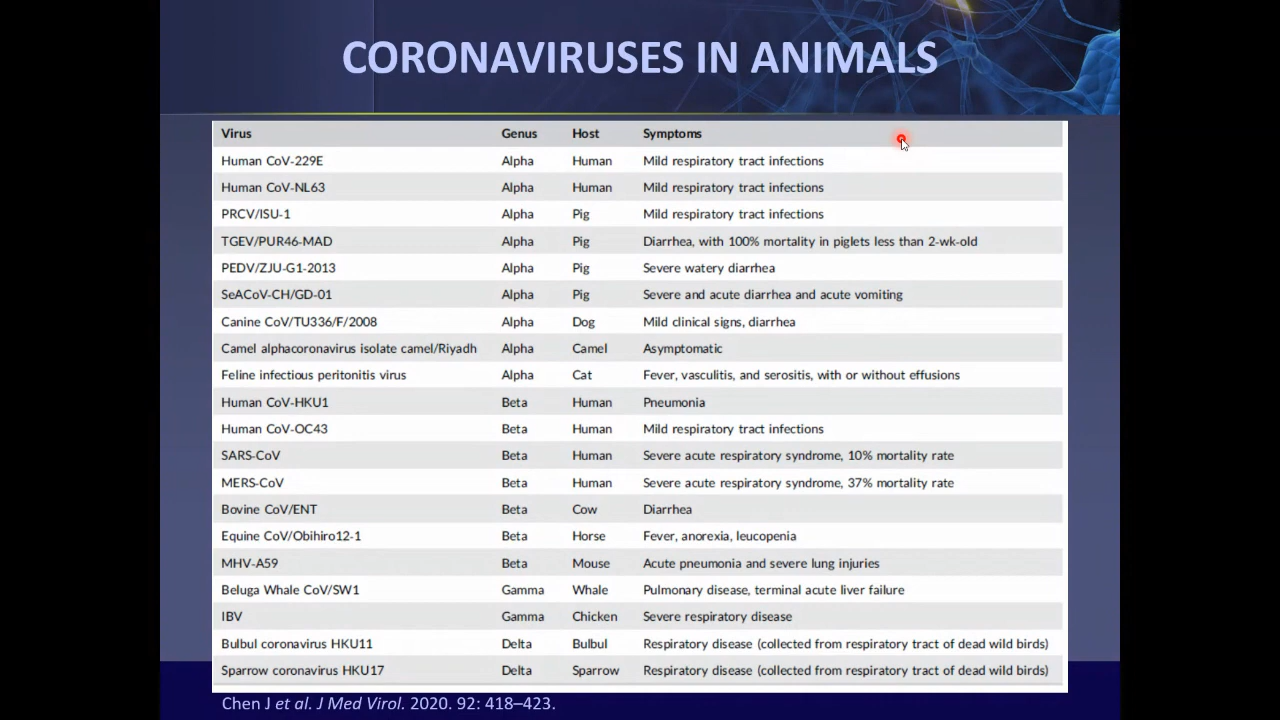 CORONAVIRUSES IN ANIMALS
Virus Genus Host Symptoms
Human CoV-229E Alpha Human Mild respiratory tract infections
Human CoV-NL63 Alpha Human Mild respiratory tract infections
PRCV/ISU-1 Alpha Pig Mild respiratory tract infections
TGEV/PUR46-MAD Alpha Pig Diarrhea, with 100% mortality in piglets less than 2-wk-old
PEDV/ZJU-G1-2013 Alpha Pig Severe watery diarrhea
SeACoV-CH/GD-01 Alpha Pig Severe and acute diarrhea and acute vomiting
Canine CoV/TU336/F/2008 Alpha Dog Mild clinical signs, diarrhea
Camel alphacoronavirus isolate camel/Riyadh Alpha Camel Asymptomatic
Feline infectious peritonitis virus Alpha Cat Fever, vasculitis, and serositis, with or without effusions
Human CoV-HKU1 Beta Human Pneumonia
Human CoV-OC43 Beta Human Mild respiratory tract infections
SARS-CoV Beta Human Severe acute respiratory syndrome, 10% mortality rate
MERS-CoV Beta Human Severe acute respiratory syndrome, 37% mortality rate
Bovine CoV/ENT Beta Cow Diarrhea
Equine CoV/Obihiro12-1 Beta Horse Fever, anorexia, leucopenia
MHV-A59 Beta Mouse Acute pneumonia and severe lung injuries
Beluga Whale CoV/SW1 Gamma Whale Pulmonary disease, terminal acute liver failure
IBV Gamma Chicken Severe respiratory disease
Bulbul coronavirus HKU11 Delta Bulbul Respiratory disease (collected from respiratory tract of dead wild birds)
Sparrow coronavirus HKU17 Delta Sparrow Respiratory disease (collected from respiratory tract of dead wild birds)
Chen J et al. J Med Virol. 2020. 92: 418–423.